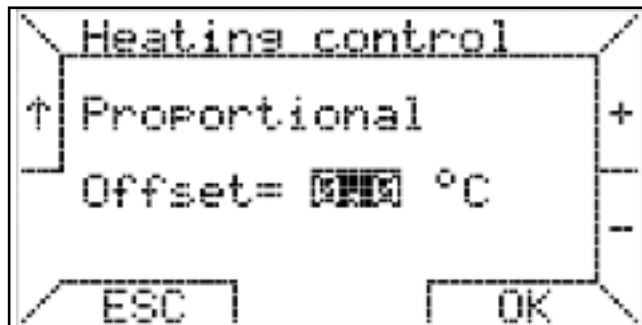 Heating control
↑ Proportional +
Offset= °C
-
ESC OK